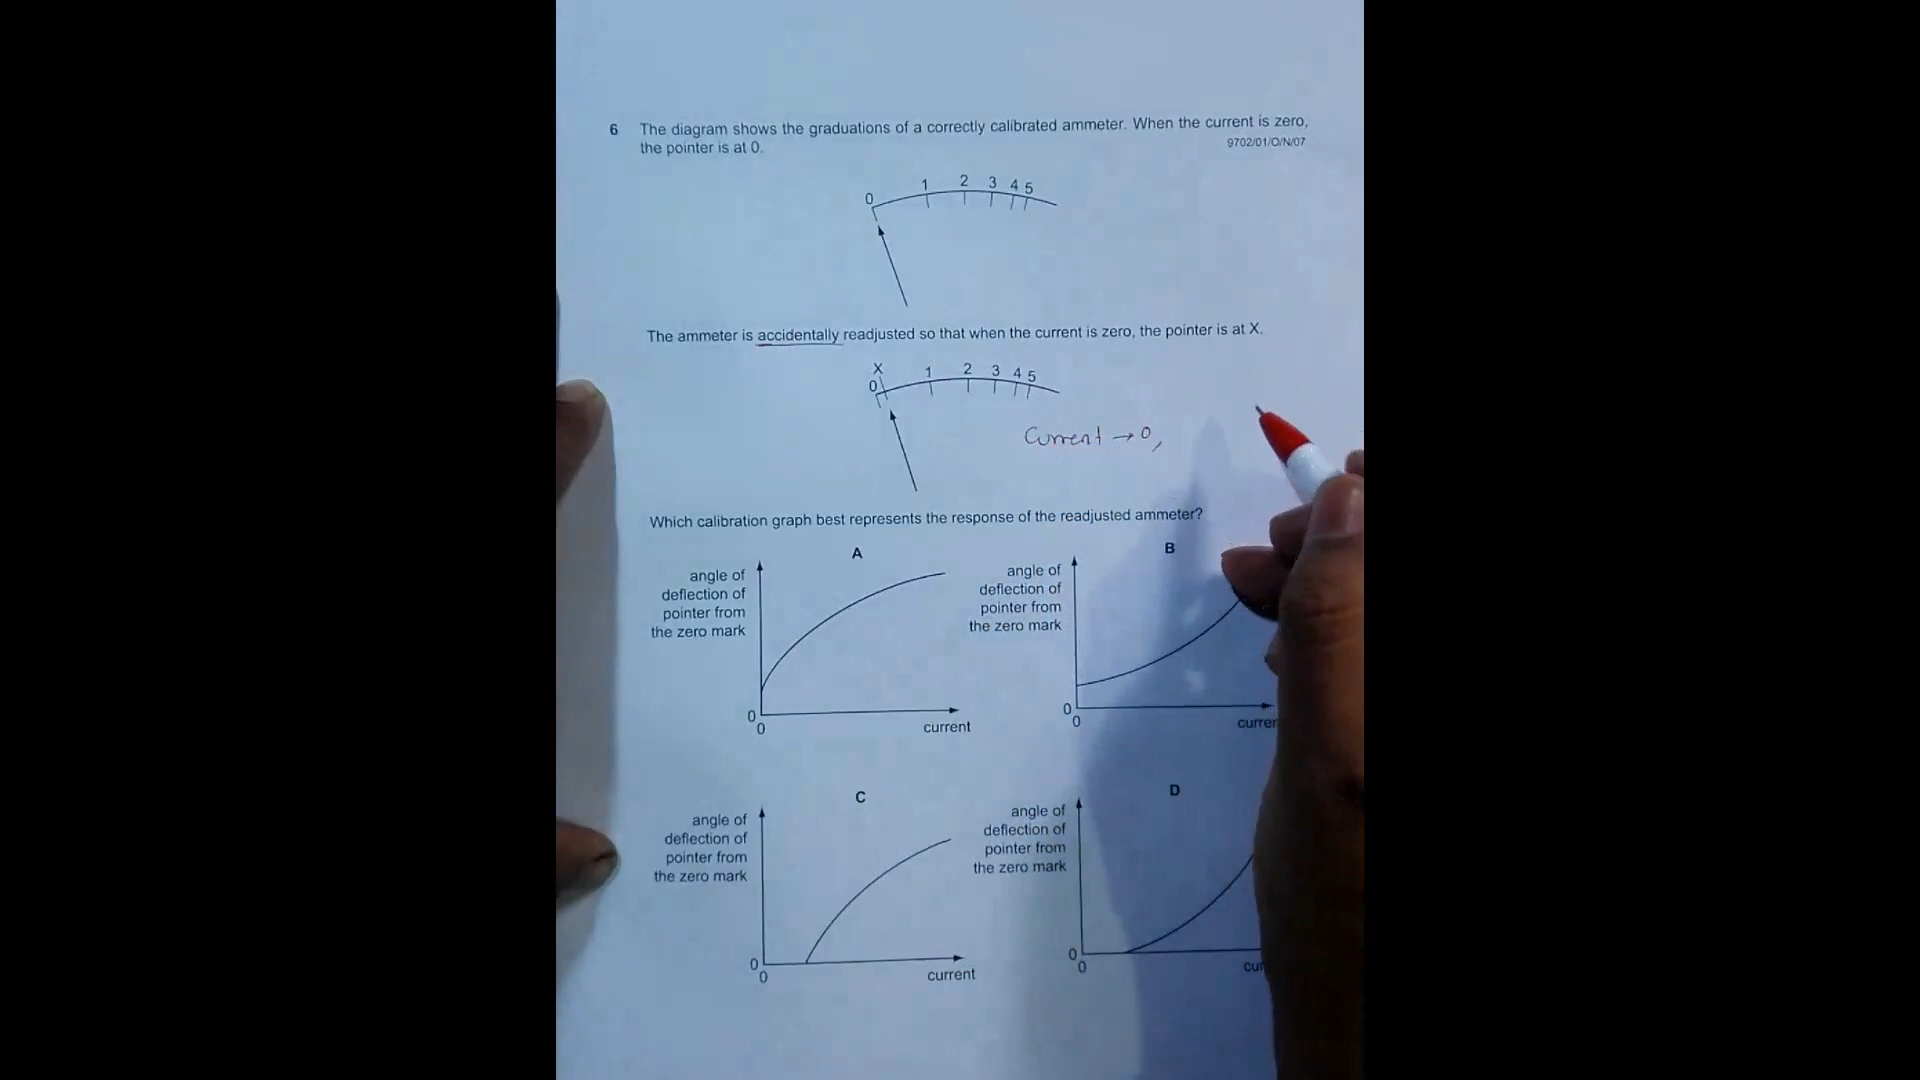 6 The diagram shows the graduations of a correctly calibrated ammeter. When the current is zero,
the pointer is at 0.
9702/01/O/N/07
0 1 2 3 4 5
The ammeter is accidentally readjusted so that when the current is zero, the pointer is at X.
X
0 1 2 3 4 5
Current → 0,
Which calibration graph best represents the response of the readjusted ammeter?
A
angle of
deflection of
pointer from
the zero mark
0
0
current
B
angle of
deflection of
pointer from
the zero mark
0
0
C
angle of
deflection of
pointer from
the zero mark
0
0
current
D
angle of
deflection of
pointer from
the zero mark
0
0